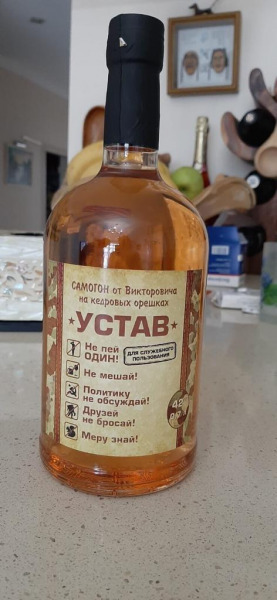 САМОГОН от Викторовича
на кедровых орешках
УСТАВ
Не пей
ОДИН!
ДЛЯ СЛУЖЕБНОГО
ПОЛЬЗОВАНИЯ
Не мешай!
Политику
не обсуждай!
Друзей
не бросай!
Меру знай!
42